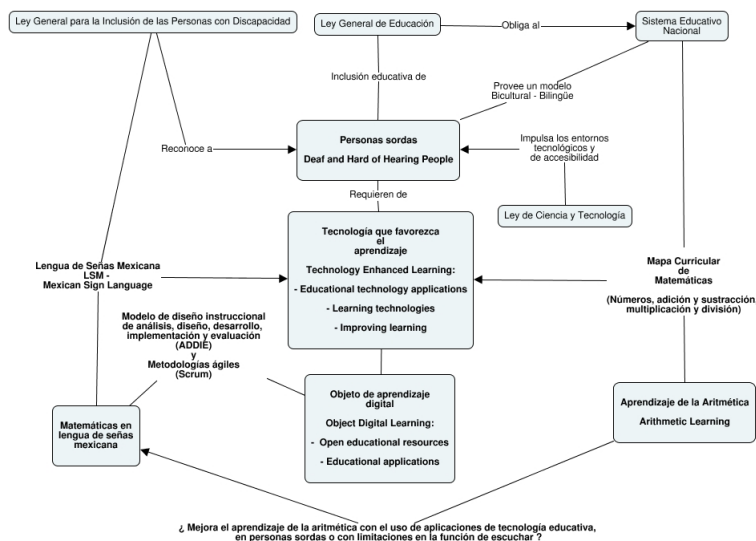 Ley General para la Inclusión de las Personas con Discapacidad
Ley General de Educación
Obliga al
Sistema Educativo
Nacional
Inclusión educativa de
Provee un modelo
Bicultural - Bilingüe
Reconoce a
Personas sordas
Deaf and Hard of Hearing People
Impulsa los entornos
tecnológicos y
de accesibilidad
Requieren de
Ley de Ciencia y Tecnología
Lengua de Señas Mexicana
LSM -
Mexican Sign Language
Tecnología que favorezca
el
aprendizaje
Technology Enhanced Learning:
- Educational technology applications
- Learning technologies
- Improving learning
Mapa Curricular
de
Matemáticas
(Números, adición y sustracción,
multiplicación y división)
Modelo de diseño instruccional
de análisis, diseño, desarrollo,
implementación y evaluación
(ADDIE)
y
Metodologías ágiles
(Scrum)
Matemáticas en
lengua de señas
mexicana
Objeto de aprendizaje
digital
Object Digital Learning:
- Open educational resources
- Educational applications
Aprendizaje de la Aritmética
Arithmetic Learning
¿ Mejora el aprendizaje de la aritmética con el uso de aplicaciones de tecnología educativa,
en personas sordas o con limitaciones en la función de escuchar ?